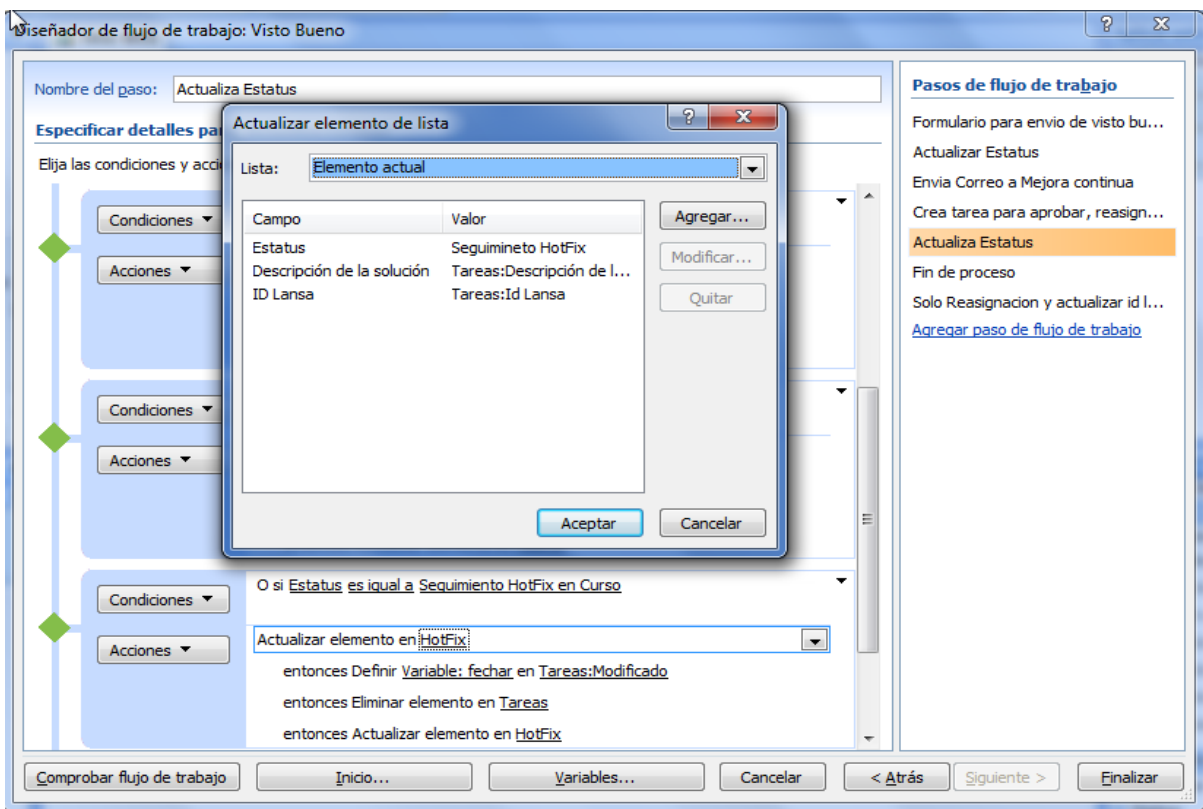 Diseñador de flujo de trabajo: Visto Bueno
Nombre del paso: Actualiza Estatus
Especificar detalles pa
Elija las condiciones y acci
Condiciones
Acciones
Condiciones
Acciones
Actualizar elemento de lista
Lista: Elemento actual
Campo Valor
Estatus Seguimineto HotFix
Descripción de la solución Tareas:Descripción de l...
ID Lansa Tareas:Id Lansa
Agregar...
Modificar...
Quitar
Aceptar Cancelar
Condiciones
O si Estatus es igual a Seguimiento HotFix en Curso
Acciones
Actualizar elemento en HotFix
entonces Definir Variable: fechar en Tareas:Modificado
entonces Eliminar elemento en Tareas
entonces Actualizar elemento en HotFix
Pasos de flujo de trabajo
Formulario para envio de visto bu...
Actualizar Estatus
Envia Correo a Mejora continua
Crea tarea para aprobar, reasign...
Actualiza Estatus
Fin de proceso
Solo Reasignacion y actualizar id l...
Agregar paso de flujo de trabajo
Comprobar flujo de trabajo Inicio... Variables... Cancelar < Atrás Siguiente > Finalizar